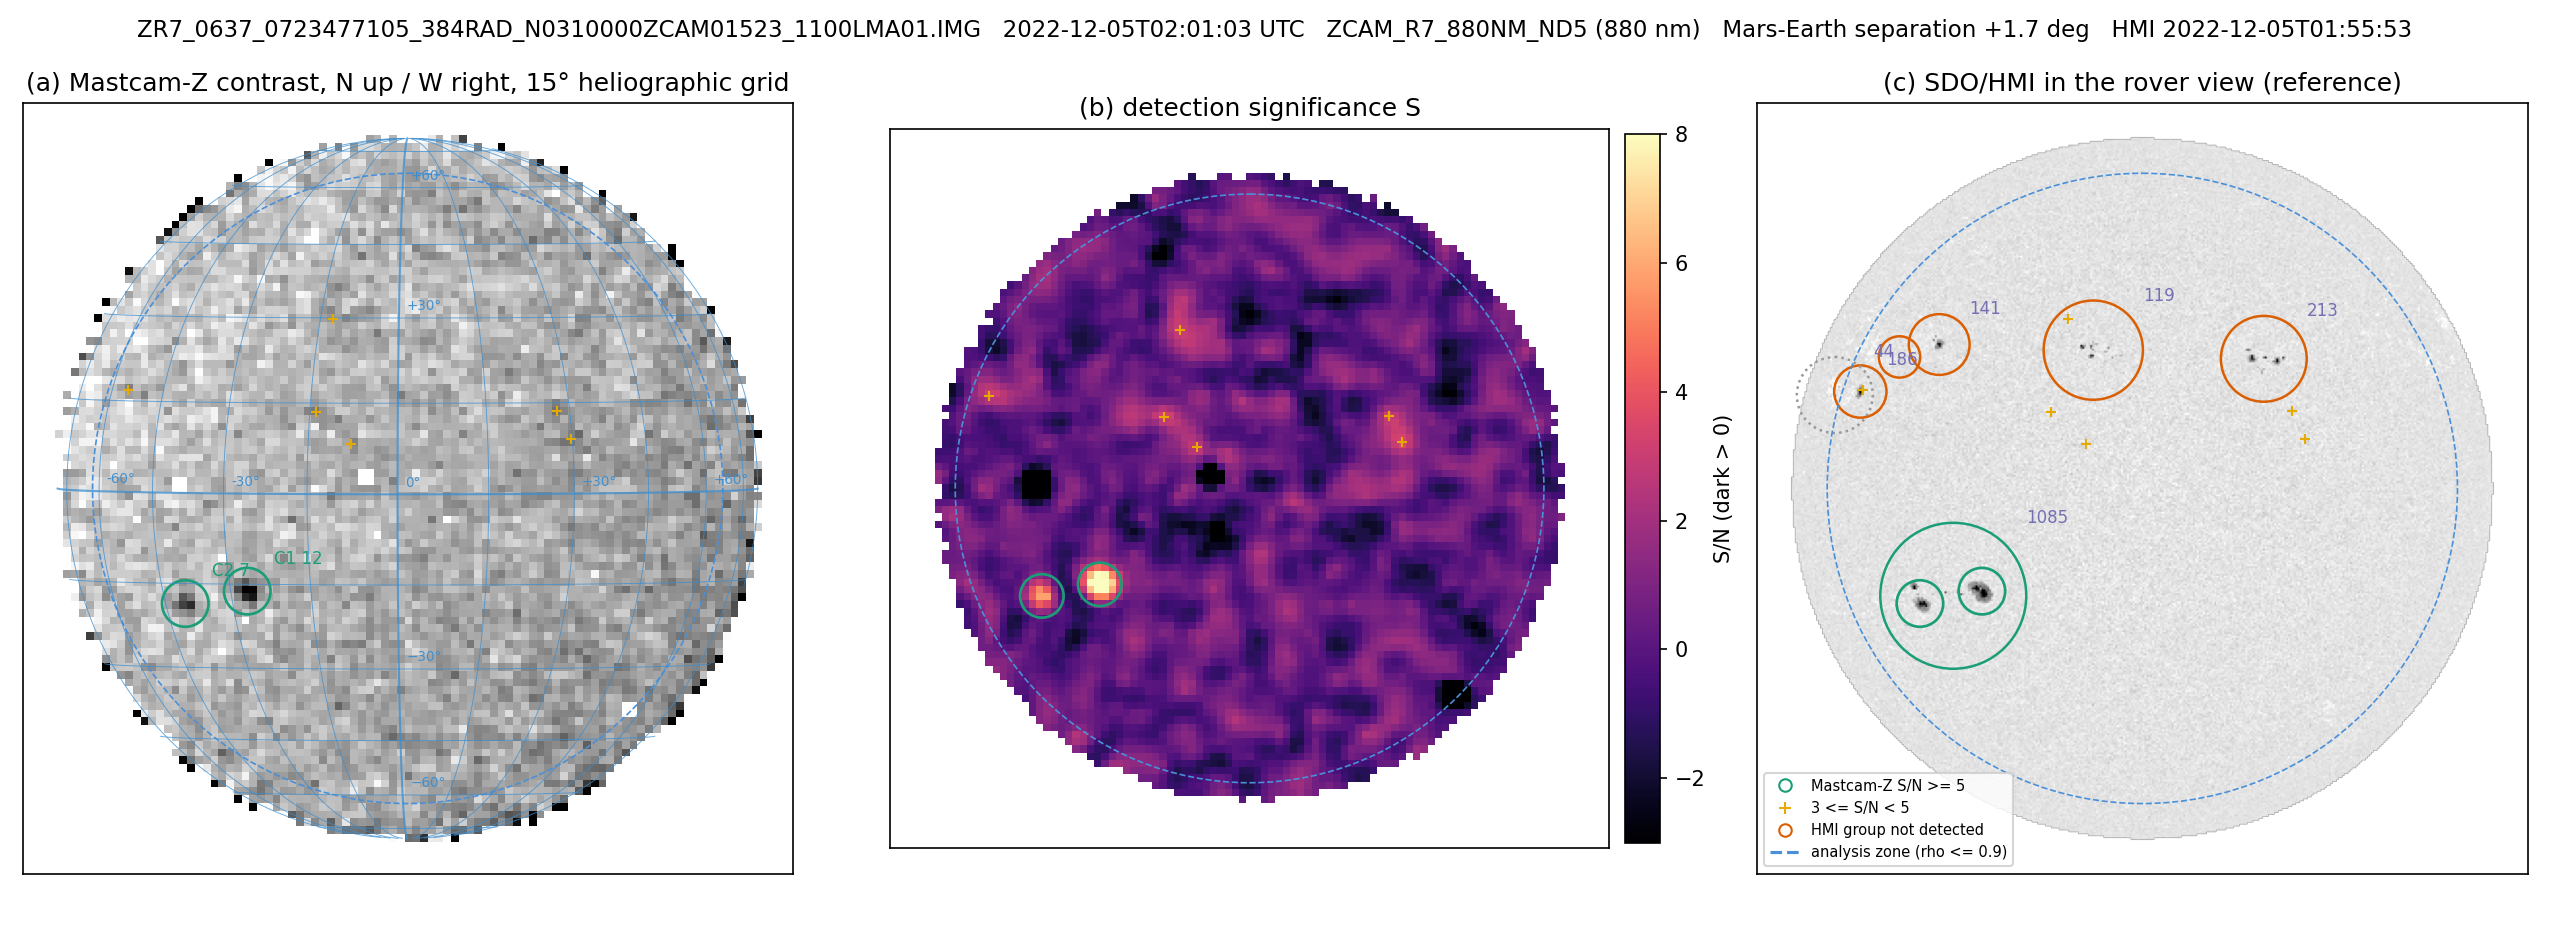 ZR7_0637_0723477105_384RAD_N0310000ZCAM01523_1100LMA01.IMG 2022-12-05T02:01:03 UTC ZCAM_R7_880NM_ND5 (880 nm) Mars-Earth separation +1.7 deg HMI 2022-12-05T01:55:53
(a) Mastcam-Z contrast, N up / W right, 15° heliographic grid
+60°
+30°
-60°
-30°
0°
+30°
+60°
C2 7
C1 12
−30°
−60°
(b) detection significance S
8
6
4
2
0
−2
S/N (dark > 0)
(c) SDO/HMI in the rover view (reference)
141
119
213
44
186
1085
Mastcam-Z S/N >= 5
3 <= S/N < 5
HMI group not detected
analysis zone (rho <= 0.9)